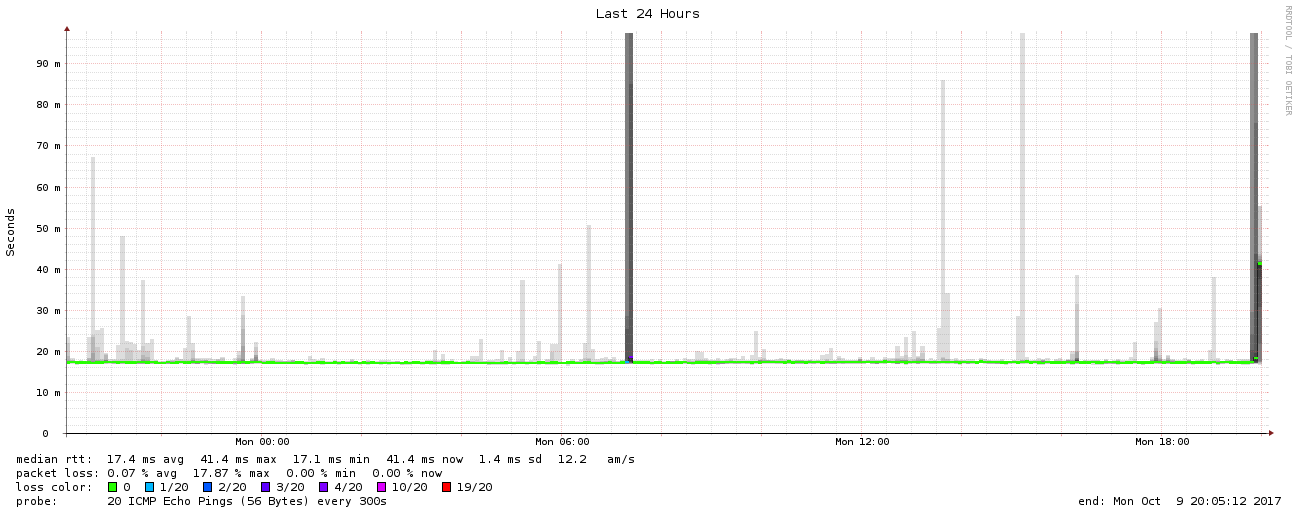 Last 24 Hours
RRDTOOL / TOBI OETIKER
Seconds
90 m
80 m
70 m
60 m
50 m
40 m
30 m
20 m
10 m
0
Mon 00:00 Mon 06:00 Mon 12:00 Mon 18:00
median rtt: 17.4 ms avg 41.4 ms max 17.1 ms min 41.4 ms now 1.4 ms sd 12.2 am/s
packet loss: 0.07 % avg 17.87 % max 0.00 % min 0.00 % now
loss color: 0 1/20 2/20 3/20 4/20 10/20 19/20
probe: 20 ICMP Echo Pings (56 Bytes) every 300s end: Mon Oct 9 20:05:12 2017